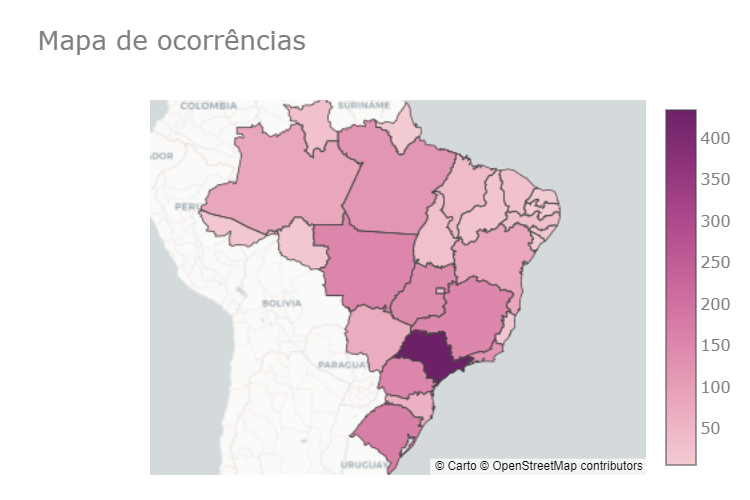 Mapa de ocorrências
COLOMBIA
SURINAME
ADOR
PERU
BOLIVIA
PARAGUA
URUGUAY
400
350
300
250
200
150
100
50
© Carto © OpenStreetMap contributors